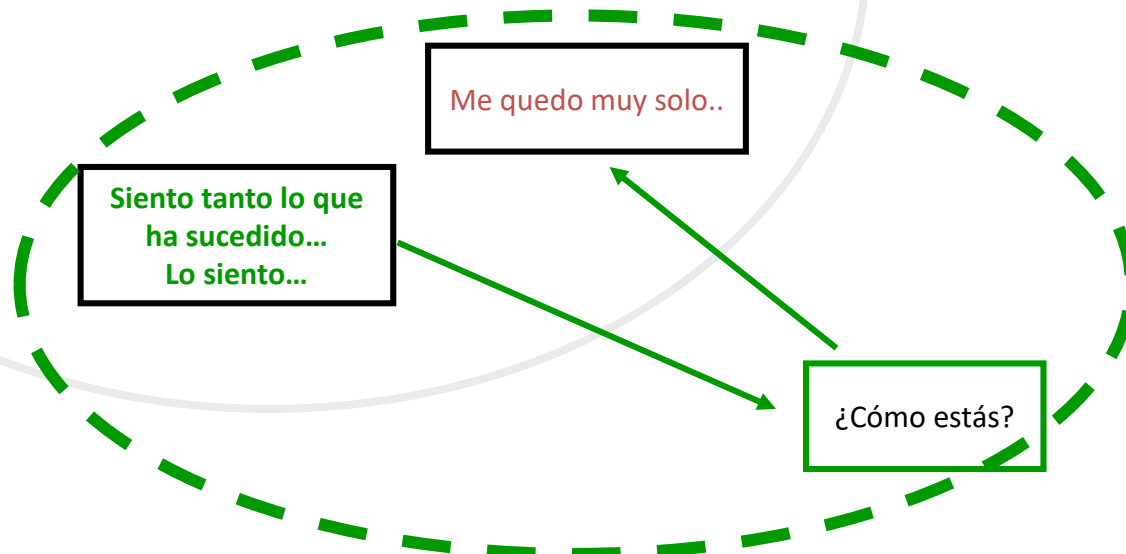 Me quedo muy solo..
Siento tanto lo que
ha sucedido…
Lo siento…
¿Cómo estás?